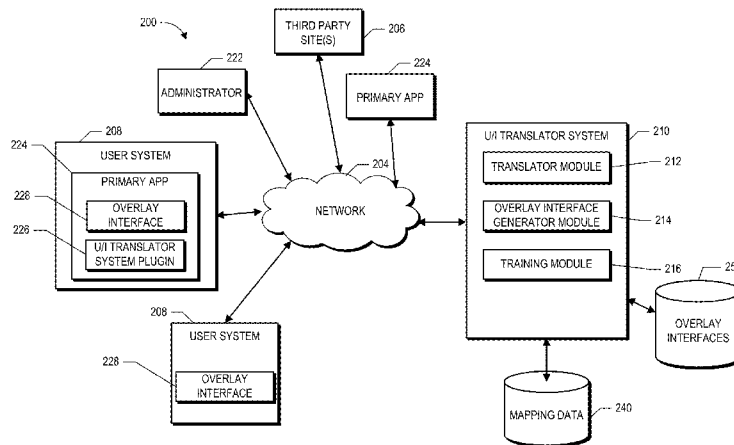 200
THIRD PARTY
SITE(S)
206
222
ADMINISTRATOR
224
PRIMARY APP
208
USER SYSTEM
224
PRIMARY APP
228
OVERLAY
INTERFACE
226
U/I TRANSLATOR
SYSTEM PLUGIN
204
NETWORK
U/I TRANSLATOR SYSTEM
210
TRANSLATOR MODULE
212
OVERLAY INTERFACE
GENERATOR MODULE
214
TRAINING MODULE
216
OVERLAY
INTERFACES
208
USER SYSTEM
228
OVERLAY
INTERFACE
MAPPING DATA
240